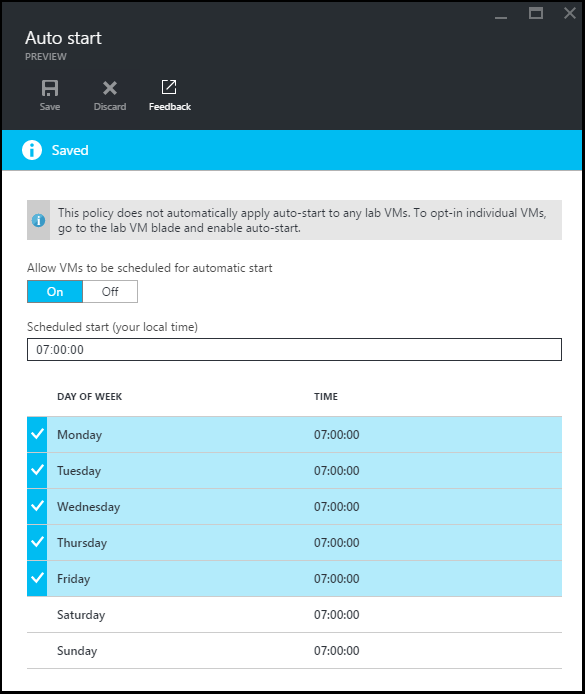 Auto start
PREVIEW
Save Discard Feedback
Saved
This policy does not automatically apply auto-start to any lab VMs. To opt-in individual VMs,
go to the lab VM blade and enable auto-start.
Allow VMs to be scheduled for automatic start
On Off
Scheduled start (your local time)
07:00:00
DAY OF WEEK TIME
Monday 07:00:00
Tuesday 07:00:00
Wednesday 07:00:00
Thursday 07:00:00
Friday 07:00:00
Saturday 07:00:00
Sunday 07:00:00